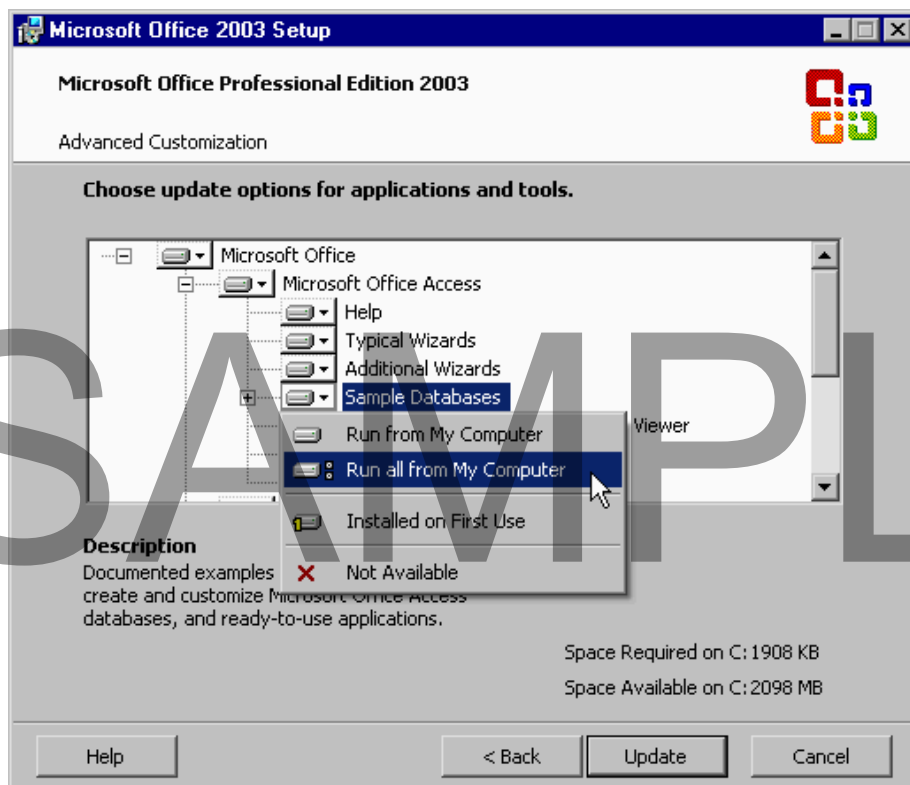 Microsoft Office 2003 Setup
Microsoft Office Professional Edition 2003
Advanced Customization
Choose update options for applications and tools.
Microsoft Office
Microsoft Office Access
Help
Typical Wizards
Additional Wizards
Sample Databases
Viewer
Run from My Computer
Run all from My Computer
Installed on First Use
Not Available
Description
Documented examples
create and customize Microsoft Office Access
databases, and ready-to-use applications.
Space Required on C: 1908 KB
Space Available on C: 2098 MB
Help
< Back
Update
Cancel
SAMPL